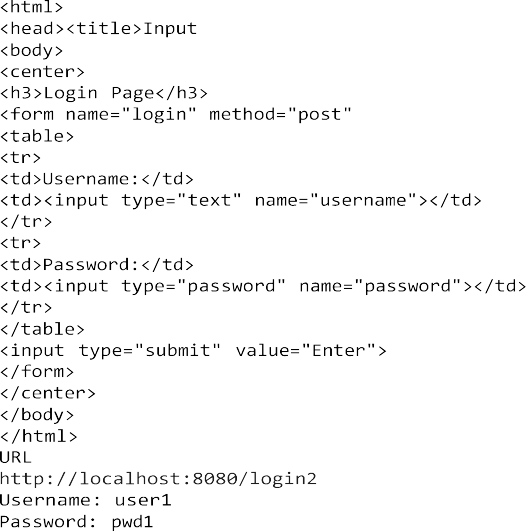 <html>
<head><title>Input
<body>
<center>
<h3>Login Page</h3>
<form name="login" method="post"
<table>
<tr>
<td>Username:</td>
<td><input type="text" name="username"></td>
</tr>
<tr>
<td>Password:</td>
<td><input type="password" name="password"></td>
</tr>
</table>
<input type="submit" value="Enter">
</form>
</center>
</body>
</html>
URL
http://localhost:8080/login2
Username: user1
Password: pwd1